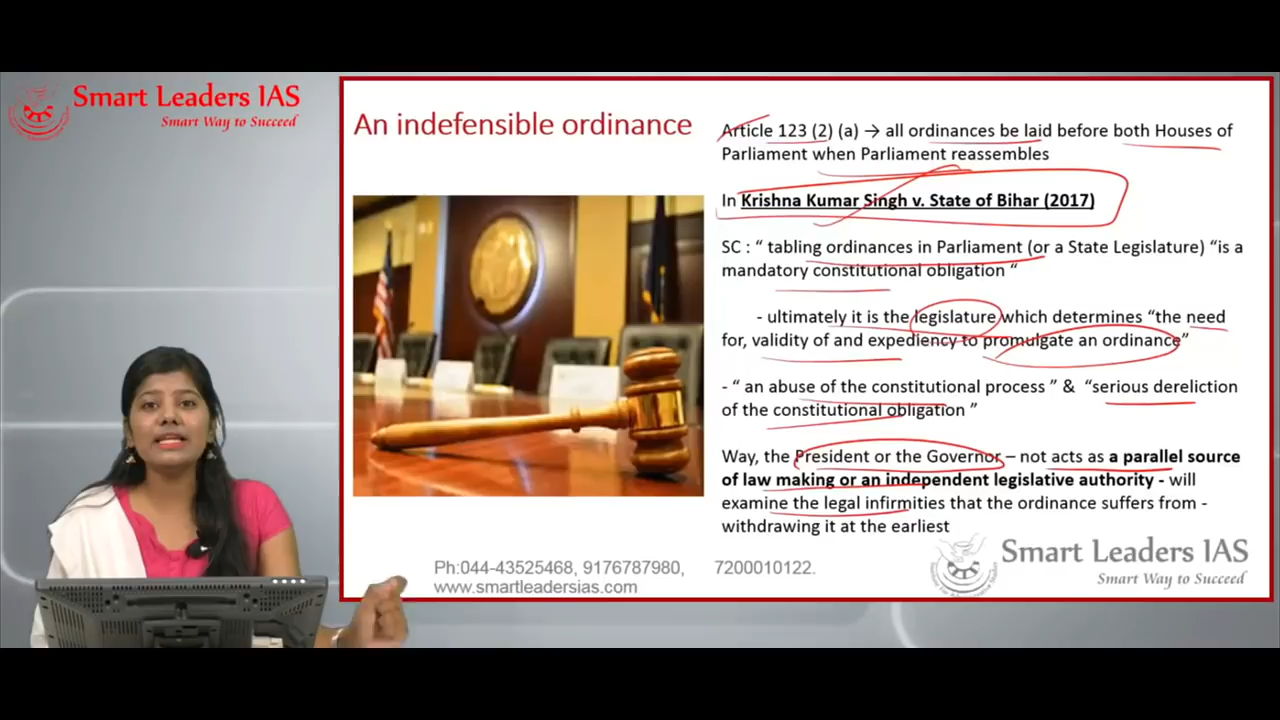 Smart Leaders IAS
Smart Way to Succeed
An indefensible ordinance
Article 123 (2) (a) → all ordinances be laid before both Houses of
Parliament when Parliament reassembles
In Krishna Kumar Singh v. State of Bihar (2017)
SC : “ tabling ordinances in Parliament (or a State Legislature) “is a
mandatory constitutional obligation “
- ultimately it is the legislature which determines “the need
for, validity of and expediency to promulgate an ordinance”
- “ an abuse of the constitutional process ” & “serious dereliction
of the constitutional obligation ”
Way, the President or the Governor – not acts as a parallel source
of law making or an independent legislative authority - will
examine the legal infirmities that the ordinance suffers from -
withdrawing it at the earliest
Ph:044-43525468, 9176787980, 7200010122.
www.smartleadersias.com
Smart Leaders IAS
Smart Way to Succeed